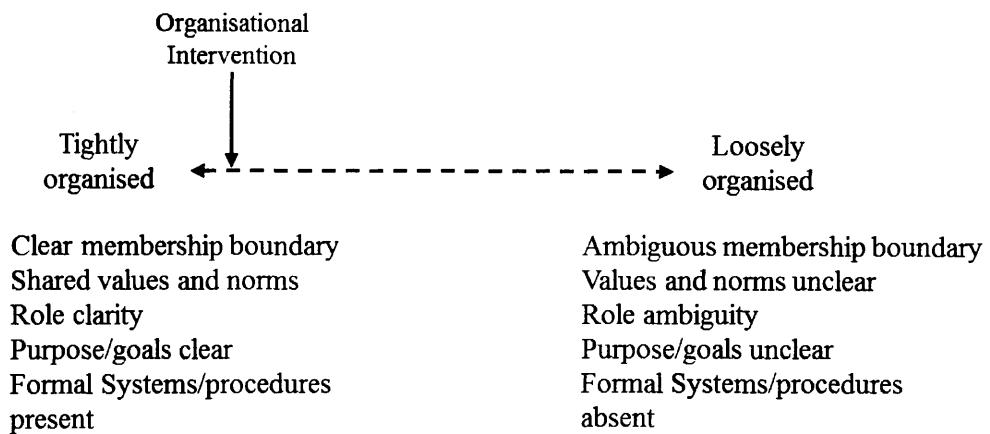 Organisational
Intervention
Tightly
organised
Loosely
organised
Clear membership boundary
Shared values and norms
Role clarity
Purpose/goals clear
Formal Systems/procedures
present
Ambiguous membership boundary
Values and norms unclear
Role ambiguity
Purpose/goals unclear
Formal Systems/procedures
absent